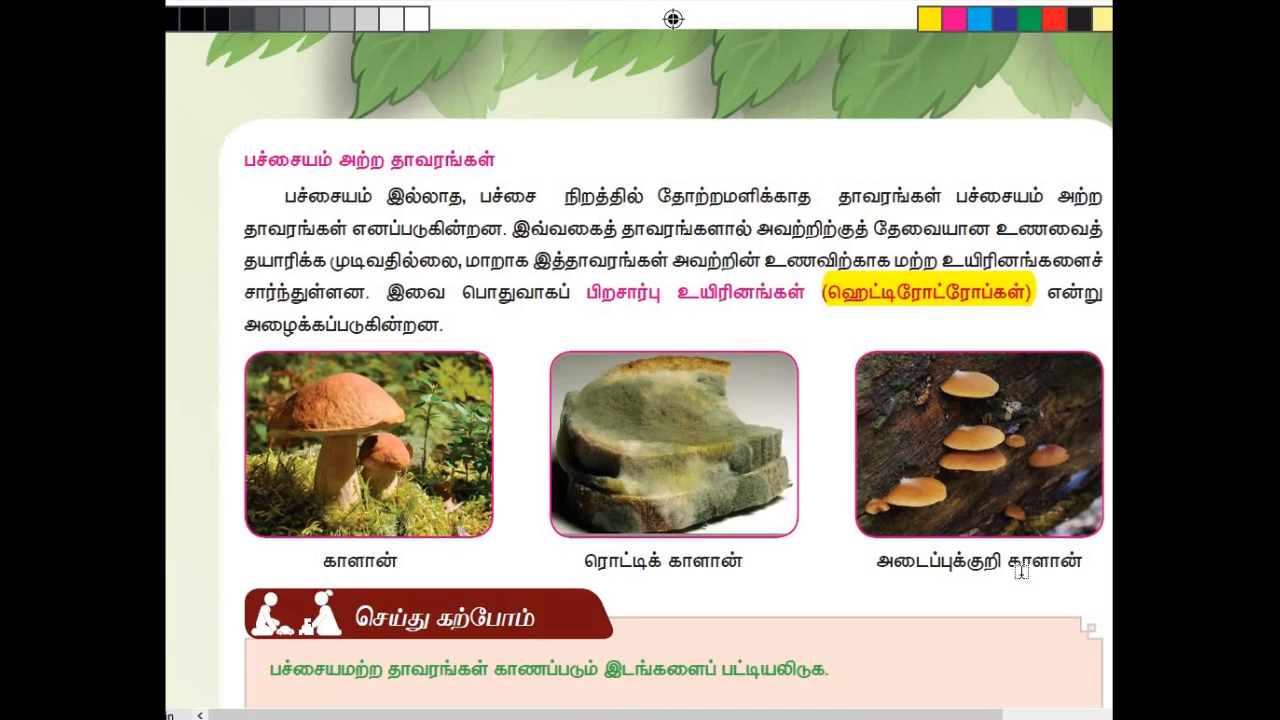 பச்சையம் அற்ற தாவரங்கள்
பச்சையம் இல்லாத, பச்சை நிறத்தில் தோற்றமளிக்காத தாவரங்கள் பச்சையம் அற்ற
தாவரங்கள் எனப்படுகின்றன. இவ்வகைத் தாவரங்களால் அவற்றிற்குத் தேவையான உணவைத்
தயாரிக்க முடிவதில்லை, மாறாக இத்தாவரங்கள் அவற்றின் உணவிற்காக மற்ற உயிரினங்களைச்
சார்ந்துள்ளன. இவை பொதுவாகப் பிறசார்பு உயிரினங்கள் (ஹெட்டிரோட்ரோப்கள்) என்று
அழைக்கப்படுகின்றன.
காளான் ரொட்டிக் காளான் அடைப்புக்குறி காளான்
செய்து கற்போம்
பச்சையமற்ற தாவரங்கள் காணப்படும் இடங்களைப் பட்டியலிடுக.